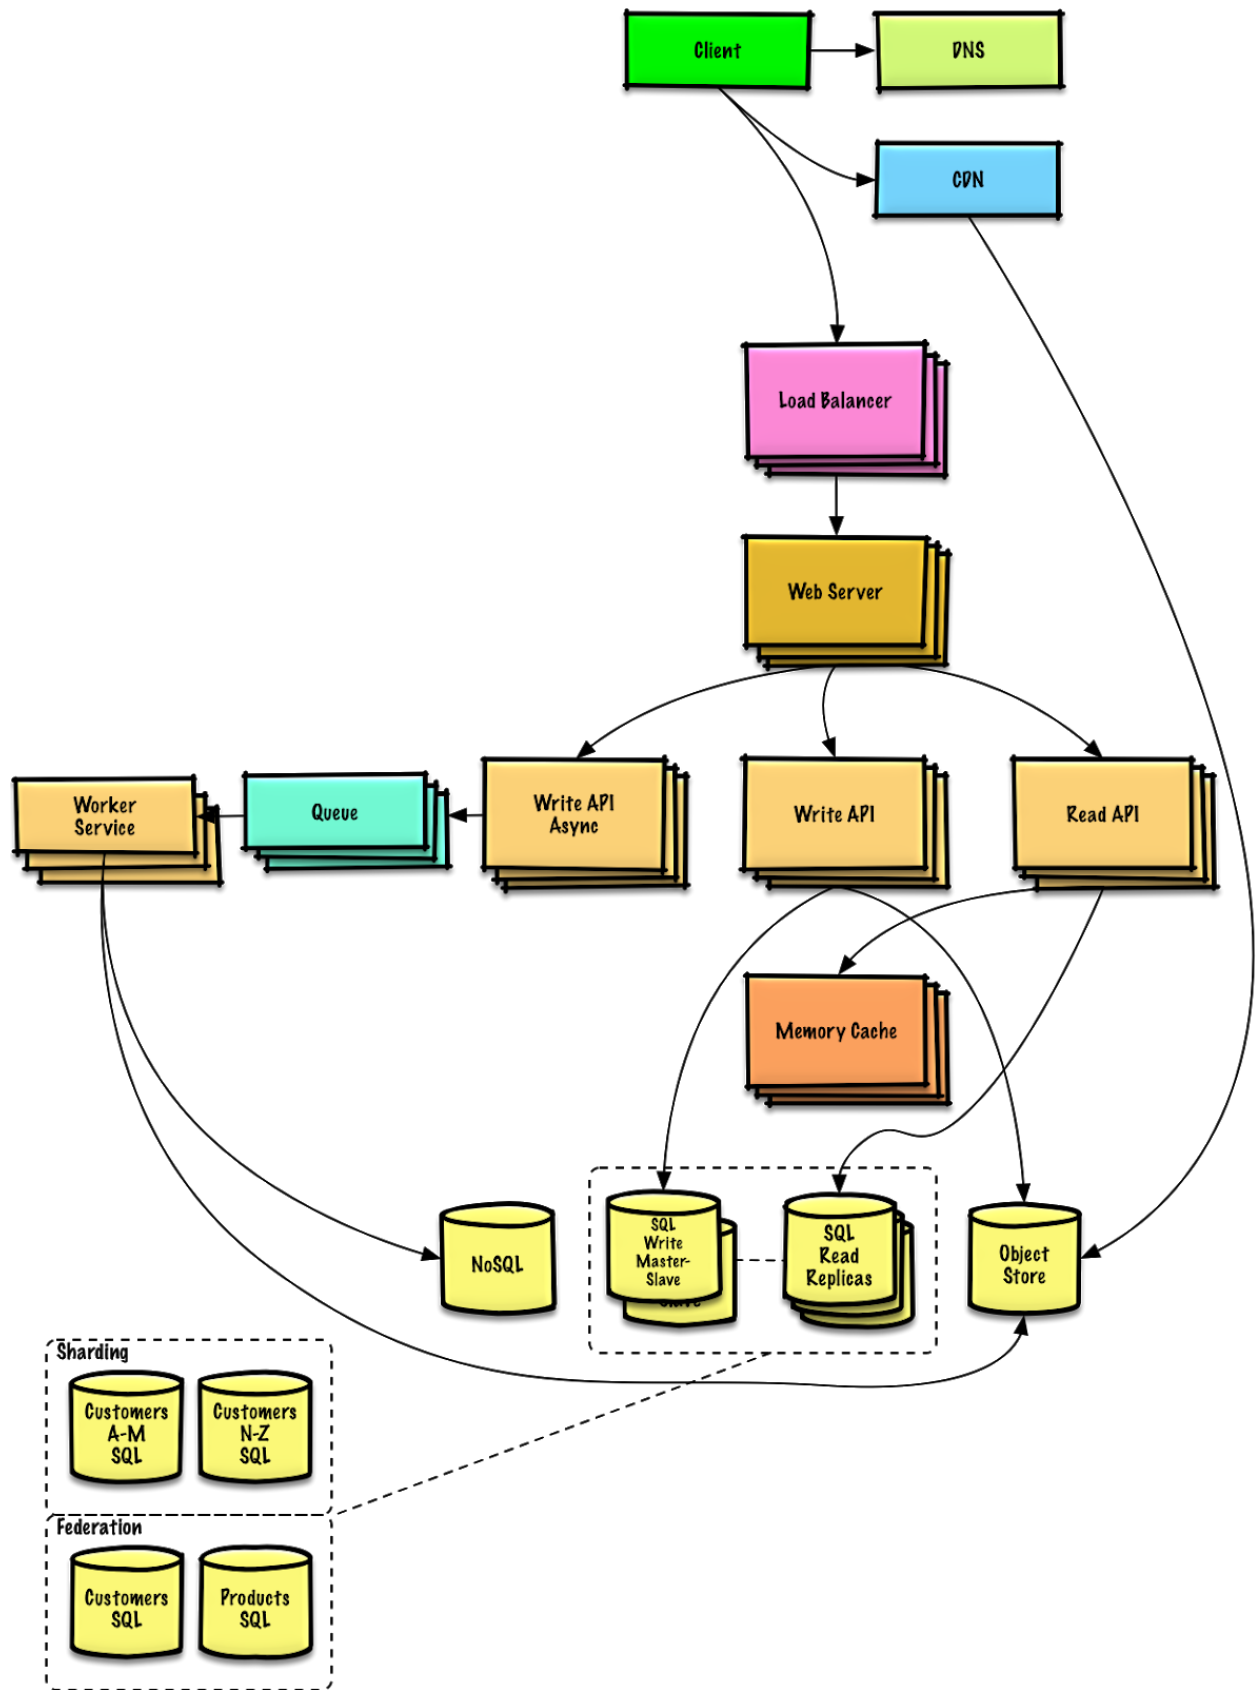 Client
DNS
CDN
Load Balancer
Web Server
Worker
Service
Queue
Write API
Async
Write API
Read API
Memory Cache
NoSQL
SQL
Write
Master-
Slave
Slave
SQL
Read
Replicas
Object
Store
Sharding
Customers
A-M
SQL
Customers
N-Z
SQL
Federation
Customers
SQL
Products
SQL